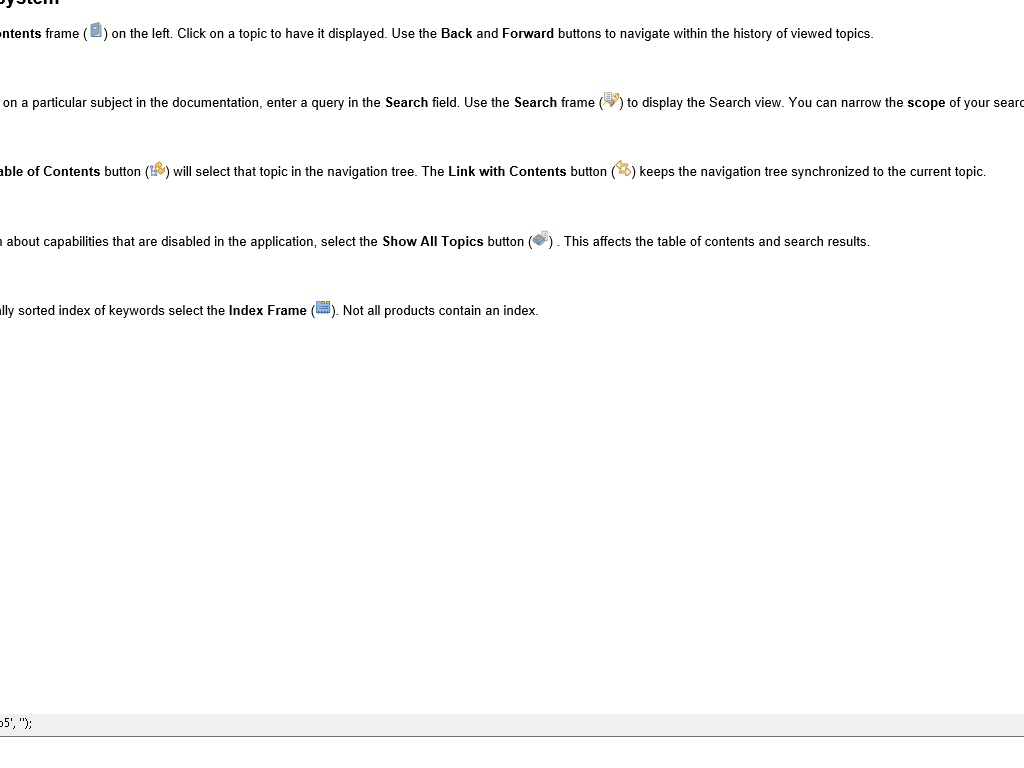 ystem
ontents frame ( ) on the left. Click on a topic to have it displayed. Use the Back and Forward buttons to navigate within the history of viewed topics.
on a particular subject in the documentation, enter a query in the Search field. Use the Search frame ( ) to display the Search view. You can narrow the scope of your searc
able of Contents button ( ) will select that topic in the navigation tree. The Link with Contents button ( ) keeps the navigation tree synchronized to the current topic.
n about capabilities that are disabled in the application, select the Show All Topics button ( ) . This affects the table of contents and search results.
ally sorted index of keywords select the Index Frame ( ). Not all products contain an index.
b5', '');